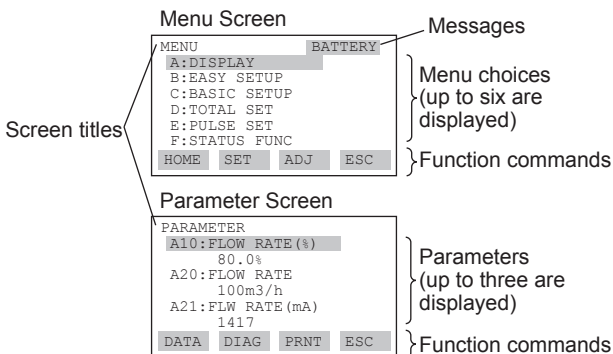 Menu Screen
Messages
MENU BATTERY
A:DISPLAY
B:EASY SETUP
C:BASIC SETUP
D:TOTAL SET
E:PULSE SET
F:STATUS FUNC
HOME SET ADJ ESC
Menu choices
(up to six are
displayed)
Function commands
Screen titles
Parameter Screen
PARAMETER
A10:FLOW RATE(%)
80.0%
A20:FLOW RATE
100m3/h
A21:FLW RATE(mA)
1417
DATA DIAG PRNT ESC
Parameters
(up to three are
displayed)
Function commands